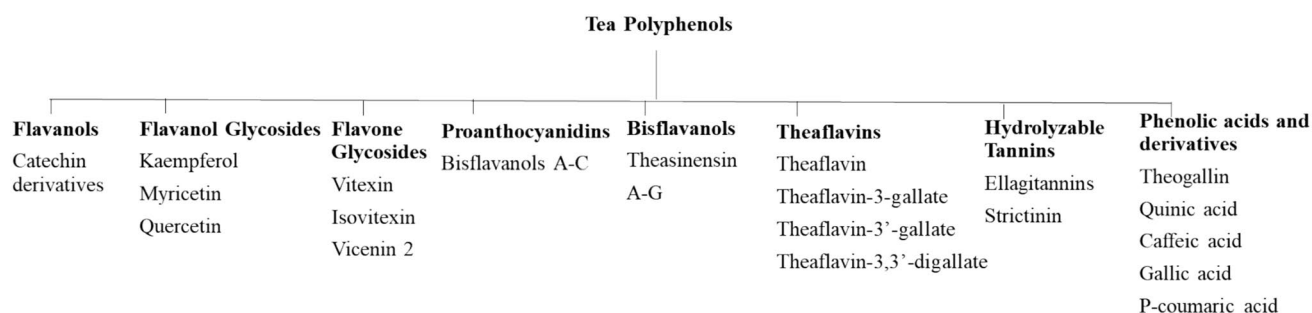 Tea Polyphenols
Flavanols
Catechin
derivatives
Flavanol Glycosides
Kaempferol
Myricetin
Quercetin
Flavone
Glycosides
Vitexin
Isovitexin
Vicenin 2
Proanthocyanidins
Bisflavanols A-C
Bisflavanols
Theasinensin
A-G
Theaflavins
Theaflavin
Theaflavin-3-gallate
Theaflavin-3’-gallate
Theaflavin-3,3’-digallate
Hydrolyzable
Tannins
Ellagitannins
Strictinin
Phenolic acids and
derivatives
Theogallin
Quinic acid
Caffeic acid
Gallic acid
P-coumaric acid